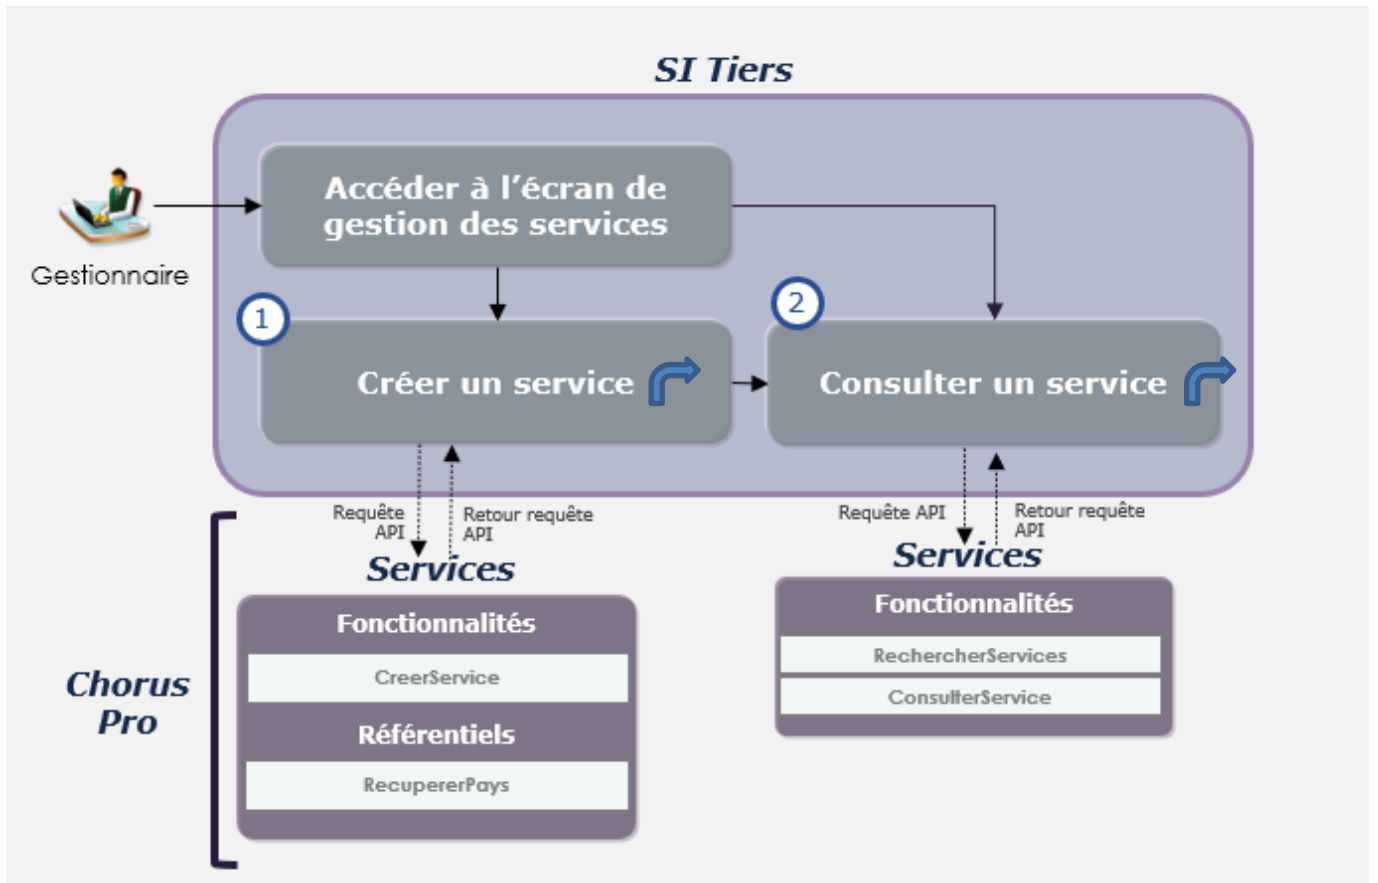 SI Tiers
Accéder à l'écran de
gestion des services
Gestionnaire
1
2
Créer un service
Consulter un service
Requête
API
Retour requête
API
Requête API
Retour requête
API
Services
Services
Fonctionnalités
CreerService
Référentiels
RecupererPays
Fonctionnalités
RechercherServices
ConsulterService
Chorus
Pro